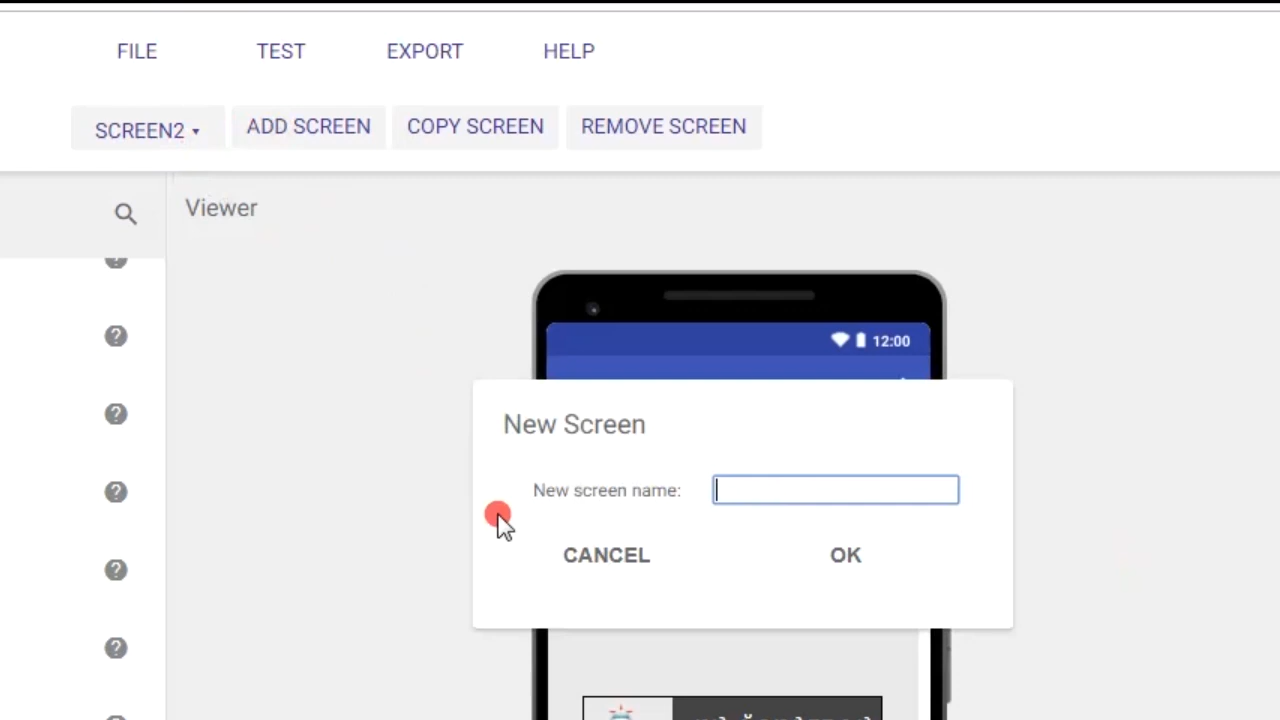 FILE TEST EXPORT HELP
SCREEN2 ADD SCREEN COPY SCREEN REMOVE SCREEN
Viewer
12:00
New Screen
New screen name:
CANCEL OK